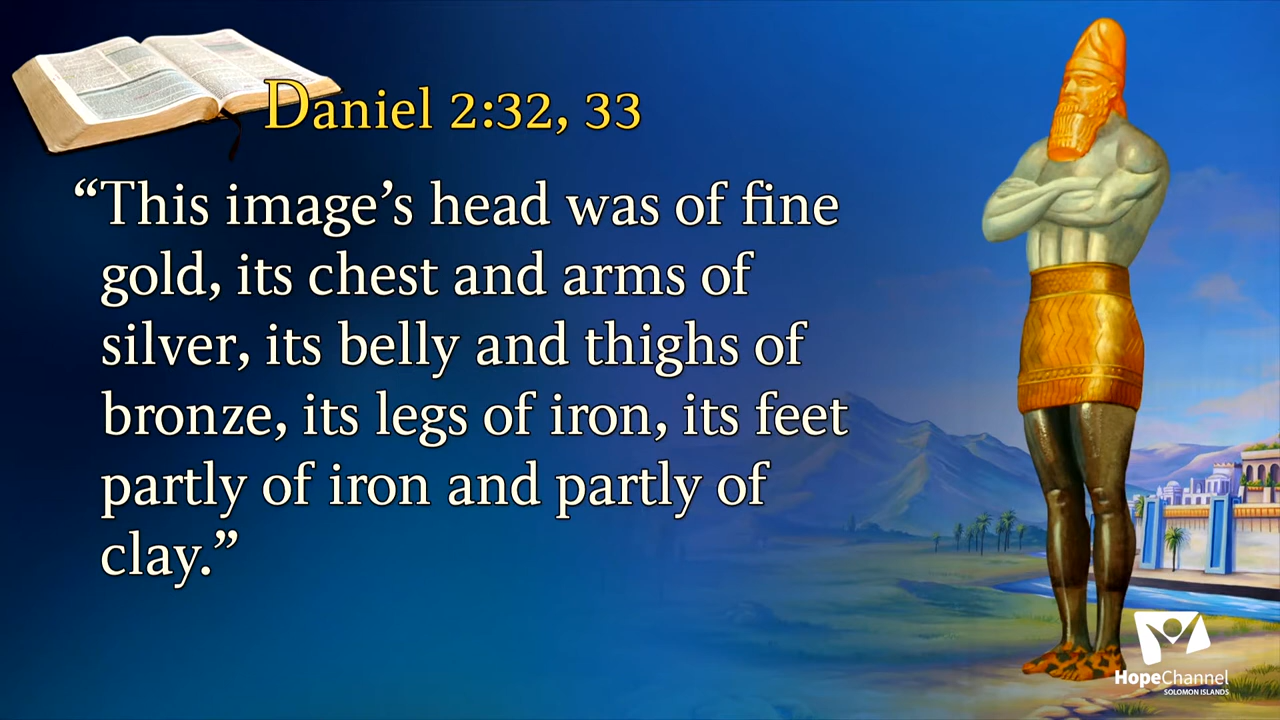 Daniel 2:32, 33
“This image’s head was of fine
gold, its chest and arms of
silver, its belly and thighs of
bronze, its legs of iron, its feet
partly of iron and partly of
clay.”
HopeChannel
SOLOMON ISLANDS